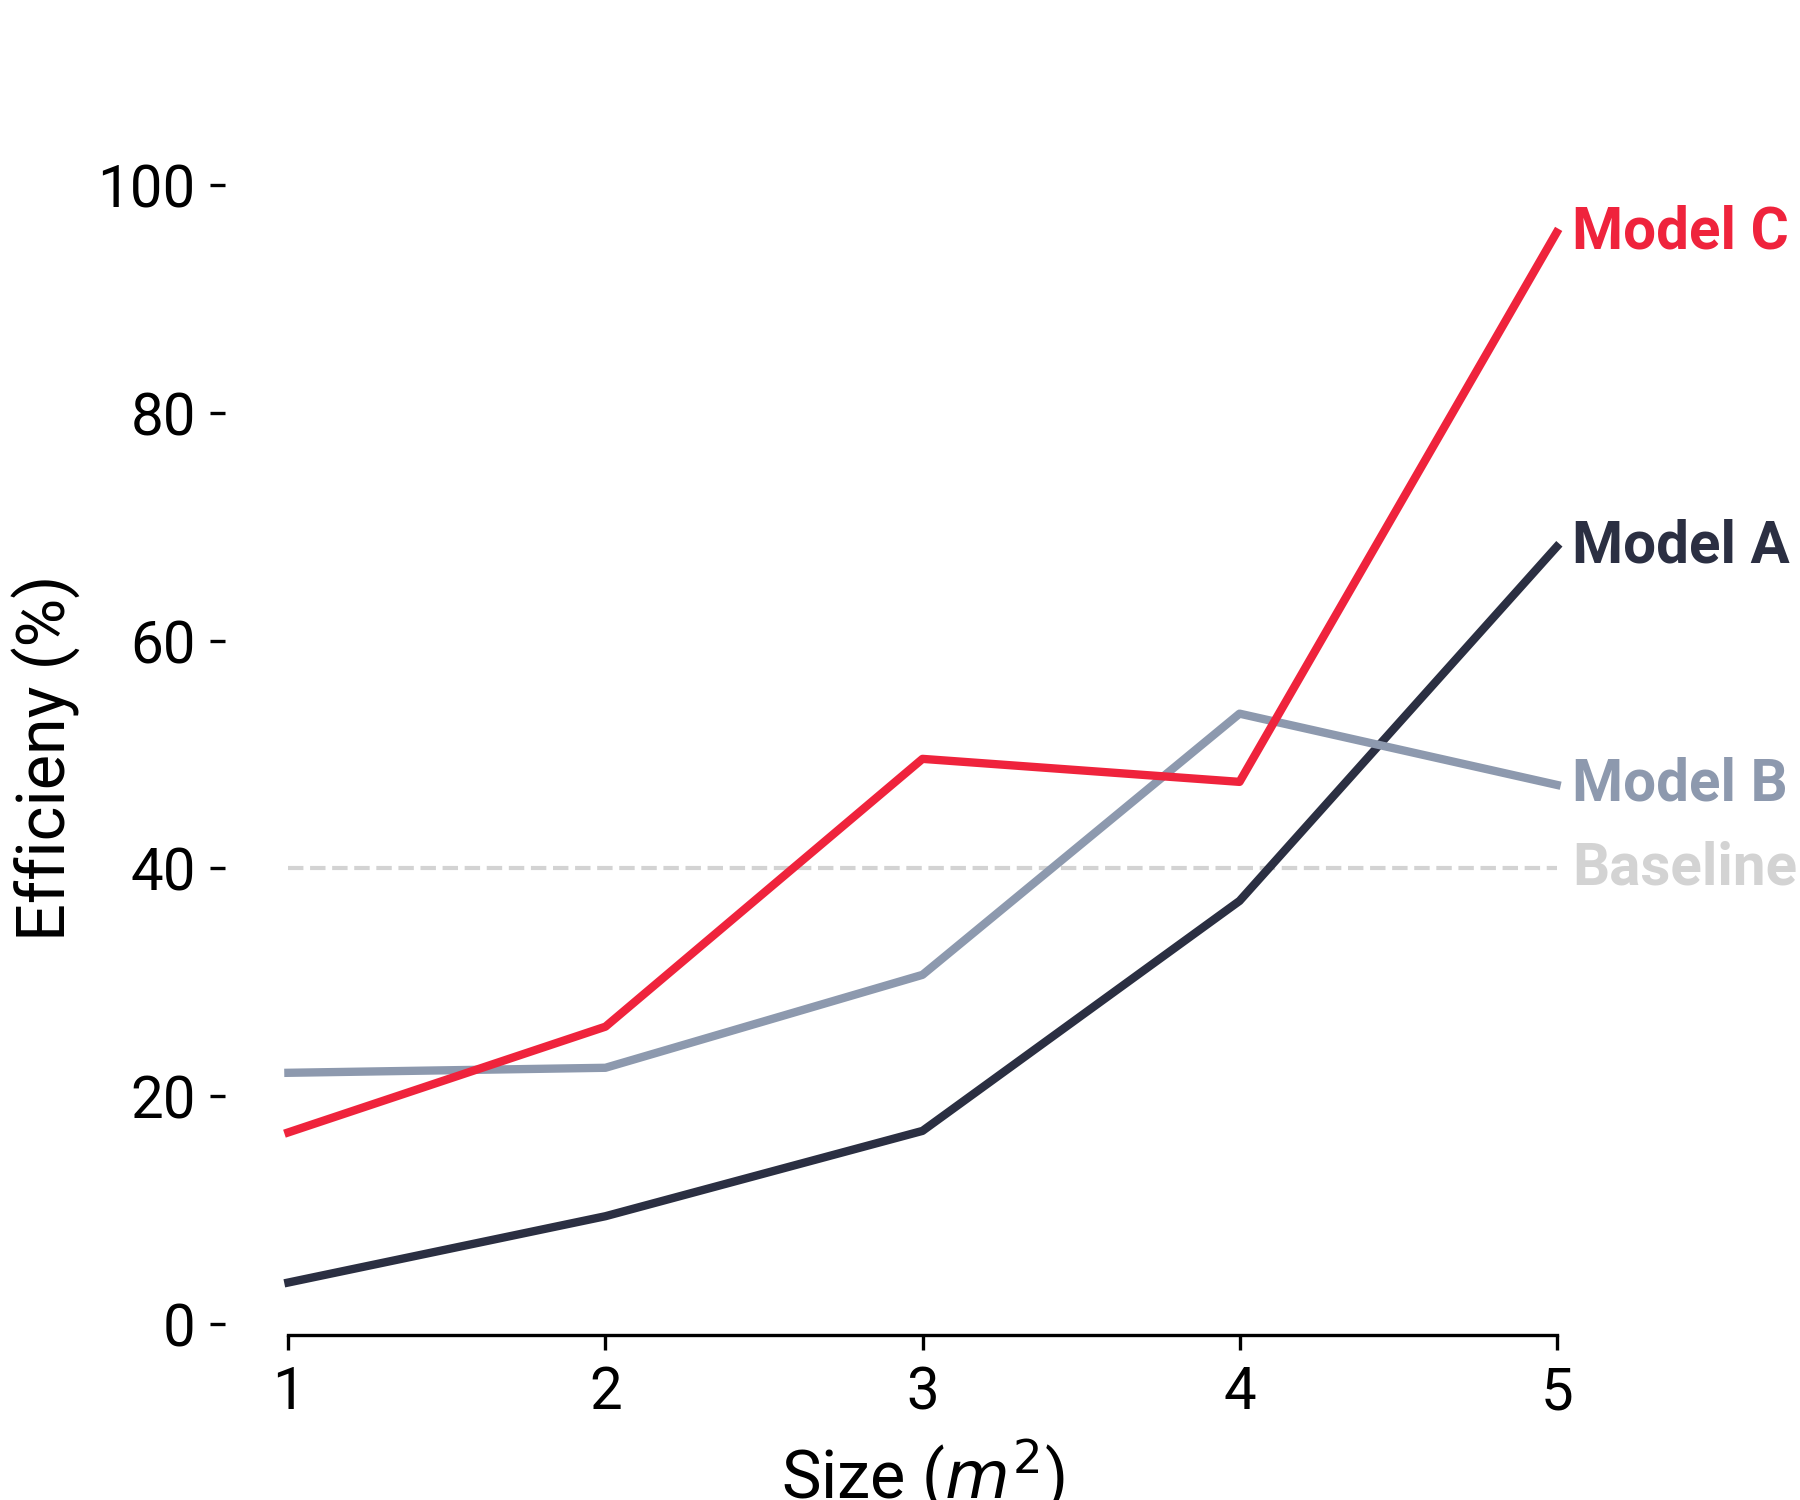 100
80
60
40
20
0
Efficieny (%)
Model C
Model A
Model B
Baseline
1 2 3 4 5
Size (m²)